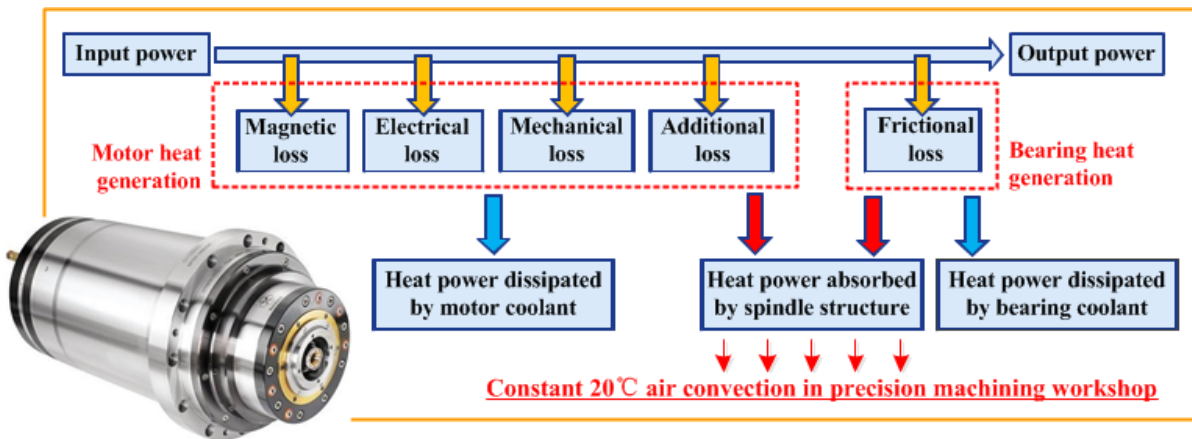 Input power
Output power
Magnetic
loss
Electrical
loss
Mechanical
loss
Additional
loss
Frictional
loss
Motor heat
generation
Bearing heat
generation
Heat power dissipated
by motor coolant
Heat power absorbed
by spindle structure
Heat power dissipated
by bearing coolant
Constant 20℃ air convection in precision machining workshop